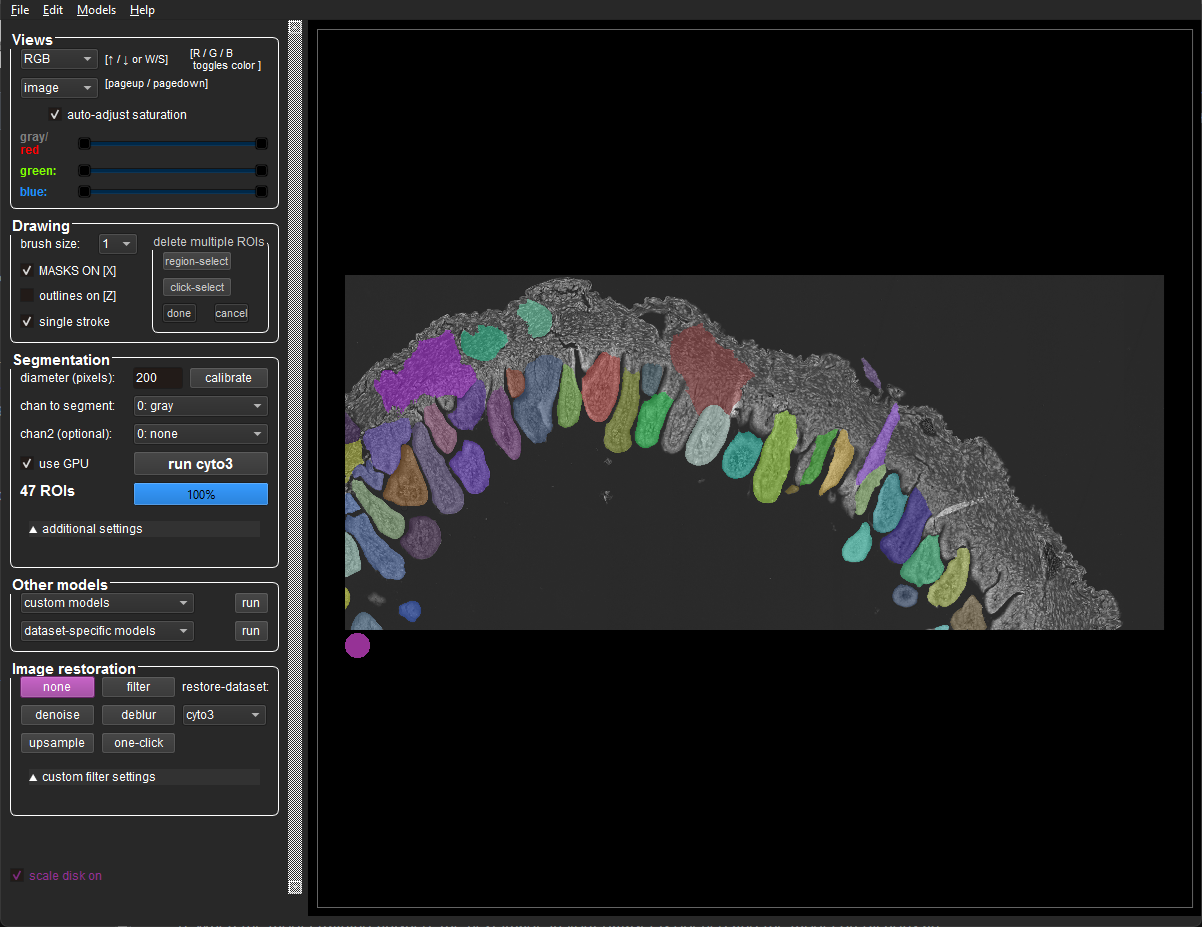 File Edit Models Help
Views
RGB [↑ / ↓ or W/S] [R / G / B
toggles color ]
image [pageup / pagedown]
auto-adjust saturation
gray/
red
green:
blue:
Drawing
brush size: 1 delete multiple ROIs
region-select
MASKS ON [X]
click-select
outlines on [Z]
done cancel
single stroke
Segmentation
diameter (pixels): 200 calibrate
chan to segment: 0: gray
chan2 (optional): 0: none
use GPU run cyto3
47 ROIs 100%
▲ additional settings
Other models
custom models run
dataset-specific models run
Image restoration
none filter restore-dataset:
denoise deblur cyto3
upsample one-click
▲ custom filter settings
scale disk on